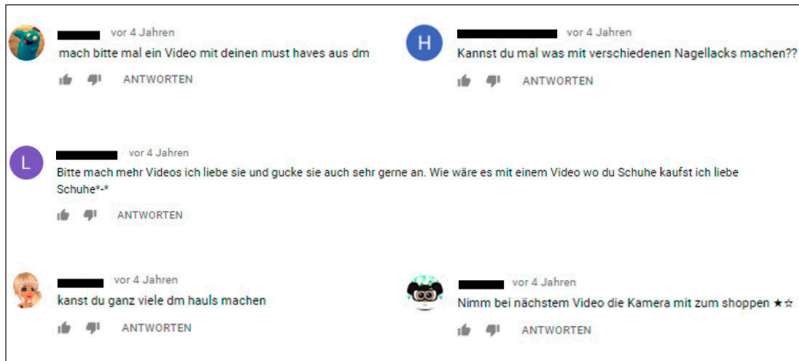 vor 4 Jahren
mach bitte mal ein Video mit deinen must haves aus dm
ANTWORTEN
H
vor 4 Jahren
Kannst du mal was mit verschiedenen Nagellacks machen??
ANTWORTEN
L
vor 4 Jahren
Bitte mach mehr Videos ich liebe sie und gucke sie auch sehr gerne an. Wie wäre es mit einem Video wo du Schuhe kaufst ich liebe
Schuhe*-*
ANTWORTEN
vor 4 Jahren
kanst du ganz viele dm hauls machen
ANTWORTEN
vor 4 Jahren
Nimm bei nächstem Video die Kamera mit zum shoppen ★☆
ANTWORTEN